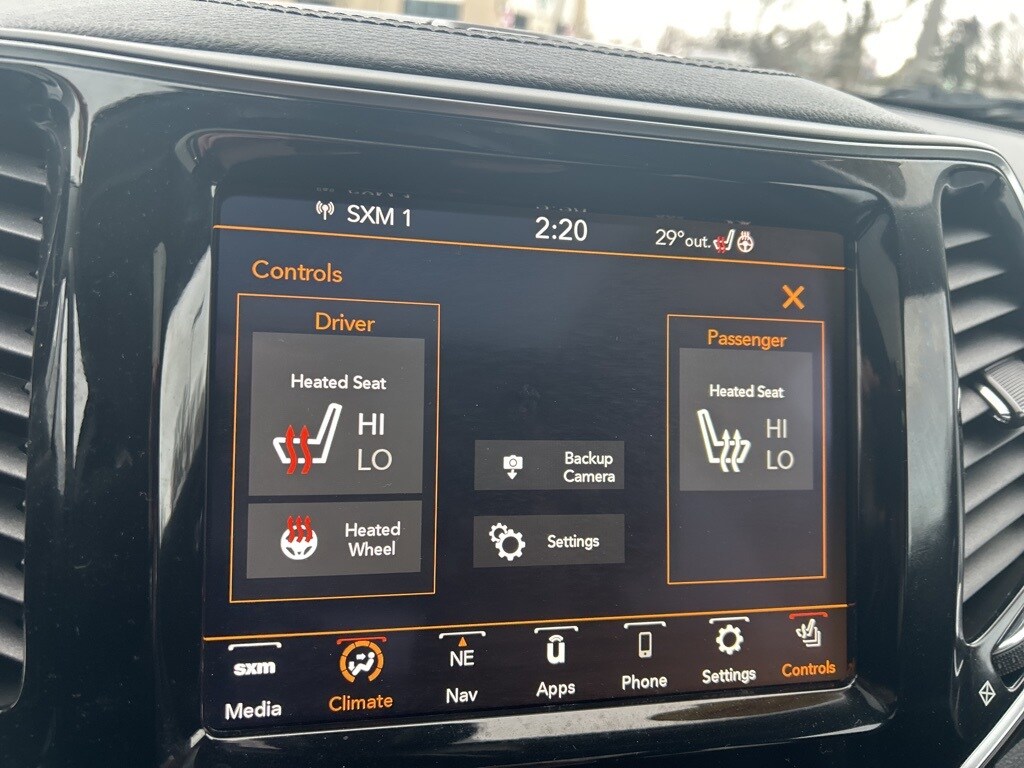 SXM 1
2:20
29° out.
Controls
X
Driver
Heated Seat
HI
LO
Heated
Wheel
Backup
Camera
Settings
Passenger
Heated Seat
HI
LO
sxm
Media
Climate
NE
Nav
Apps
Phone
Settings
Controls